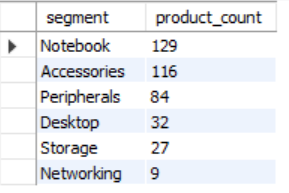 segment product_count
Notebook 129
Accessories 116
Peripherals 84
Desktop 32
Storage 27
Networking 9